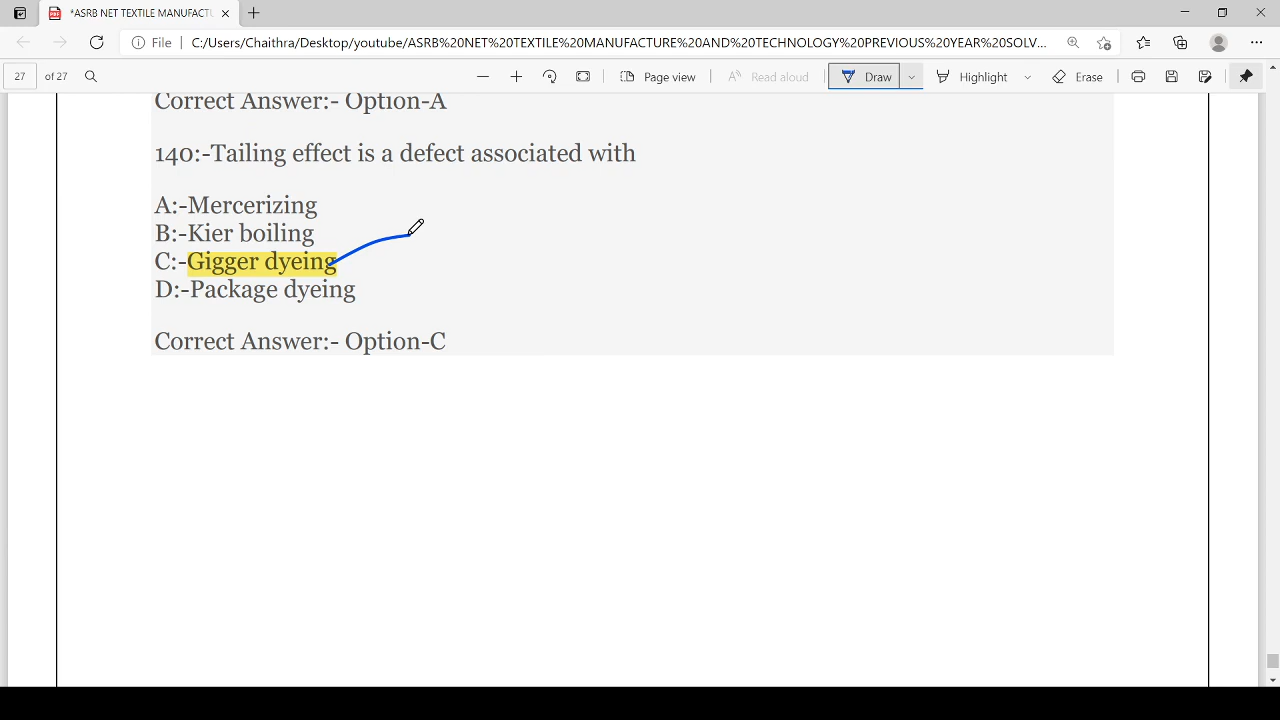 *ASRB NET TEXTILE MANUFACTU
File
C:/Users/Chaithra/Desktop/youtube/ASRB%20NET%20TEXTILE%20MANUFACTURE%20AND%20TECHNOLOGY%20PREVIOUS%20YEAR%20SOLV...
27 of 27
Page view
Read aloud
Draw
Highlight
Erase
Correct Answer:- Option-A
140:-Tailing effect is a defect associated with
A:-Mercerizing
B:-Kier boiling
C:-Gigger dyeing
D:-Package dyeing
Correct Answer:- Option-C